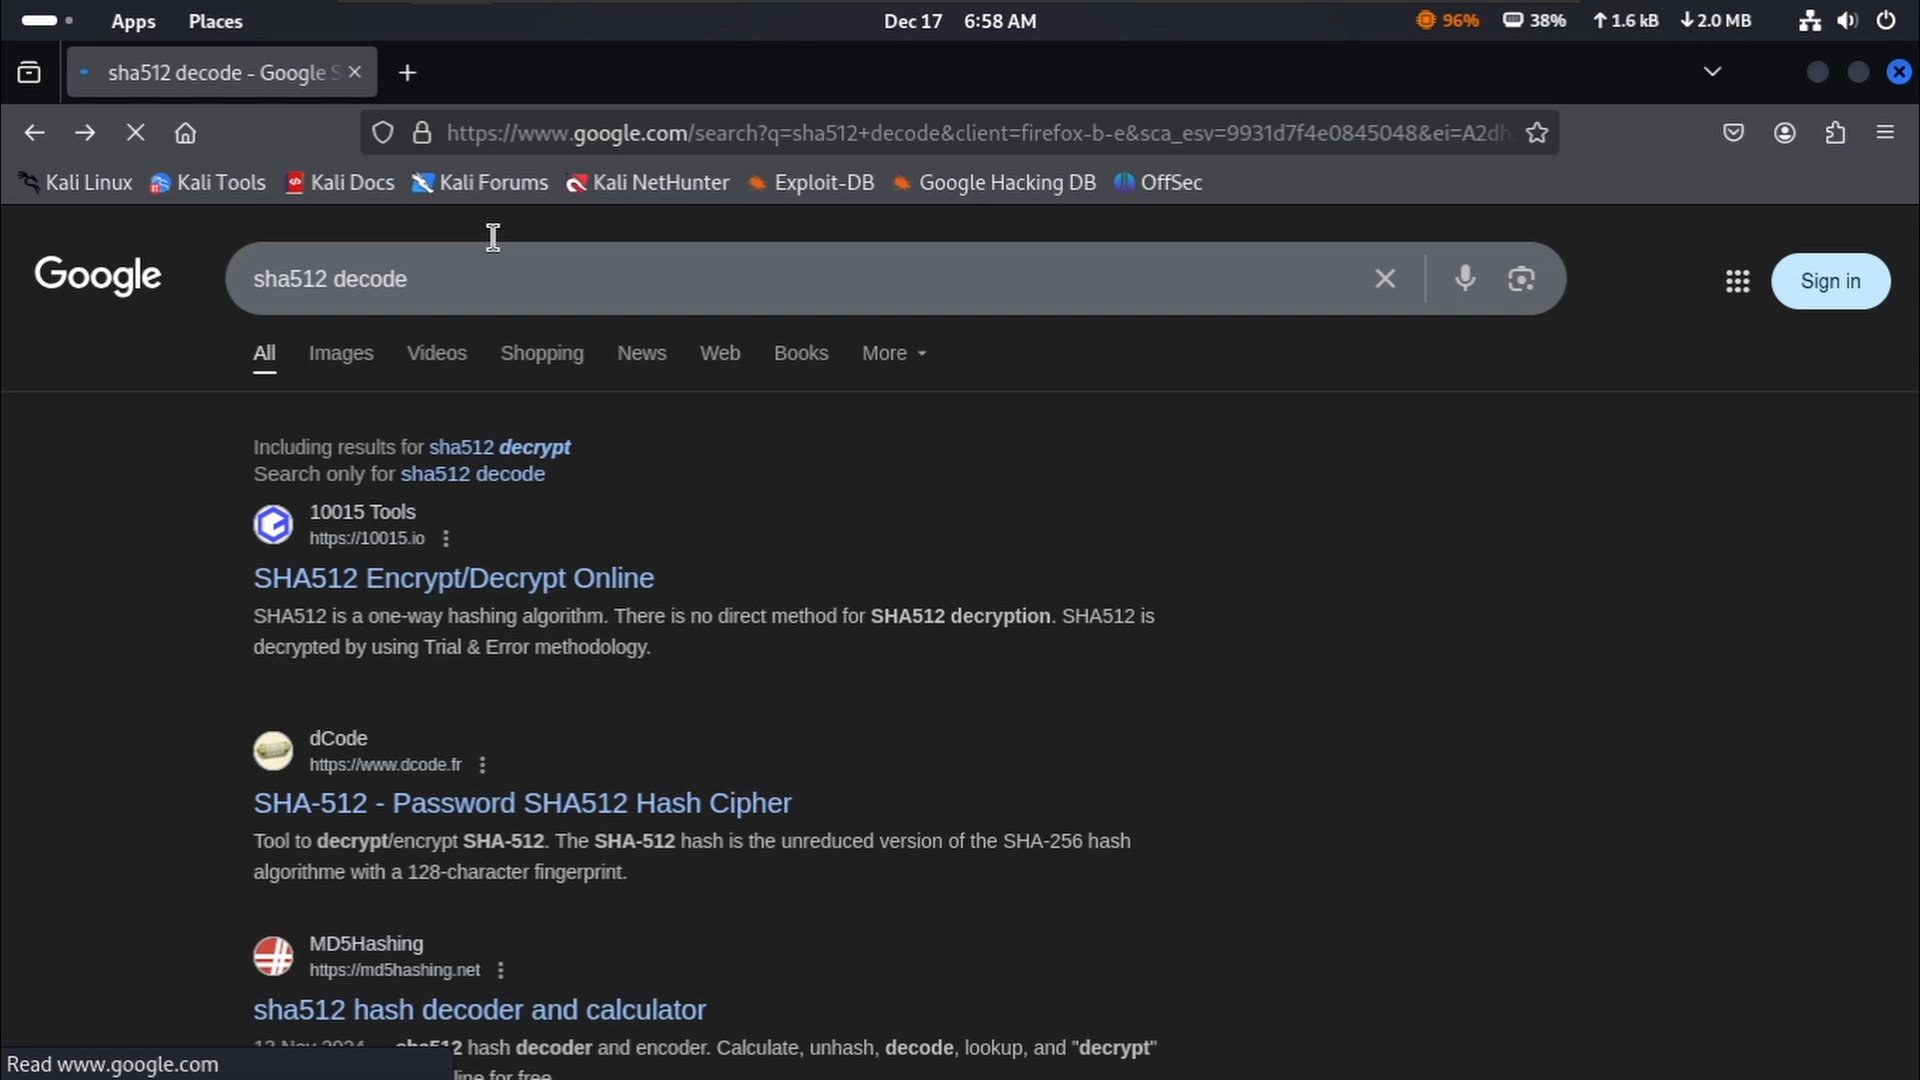 Apps Places Dec 17 6:58 AM 96% 38% 1.6 kB 2.0 MB
sha512 decode - Google S
https://www.google.com/search?q=sha512+decode&client=firefox-b-e&sca_esv=9931d7f4e0845048&ei=A2dh
Kali Linux Kali Tools Kali Docs Kali Forums Kali NetHunter Exploit-DB Google Hacking DB OffSec
Google sha512 decode Sign in
All Images Videos Shopping News Web Books More
Including results for sha512 decrypt
Search only for sha512 decode
10015 Tools
https://10015.io
SHA512 Encrypt/Decrypt Online
SHA512 is a one-way hashing algorithm. There is no direct method for SHA512 decryption. SHA512 is
decrypted by using Trial & Error methodology.
dCode
https://www.dcode.fr
SHA-512 - Password SHA512 Hash Cipher
Tool to decrypt/encrypt SHA-512. The SHA-512 hash is the unreduced version of the SHA-256 hash
algorithme with a 128-character fingerprint.
MD5Hashing
https://md5hashing.net
sha512 hash decoder and calculator
13 Nov 2024 — sha512 hash decoder and encoder. Calculate, unhash, decode, lookup, and "decrypt"
line for free
Read www.google.com